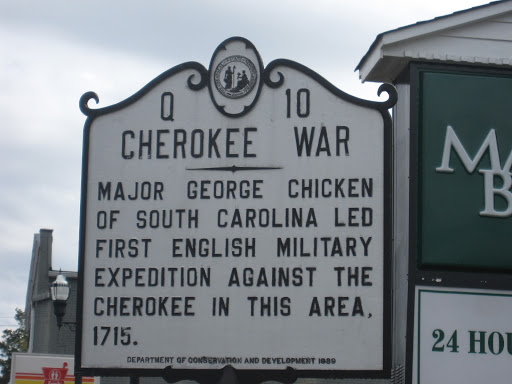 Q 10
CHEROKEE WAR
MAJOR GEORGE CHICKEN
OF SOUTH CAROLINA LED
FIRST ENGLISH MILITARY
EXPEDITION AGAINST THE
CHEROKEE IN THIS AREA,
1715.
DEPARTMENT OF CONSERVATION AND DEVELOPMENT 1939
24 HOU